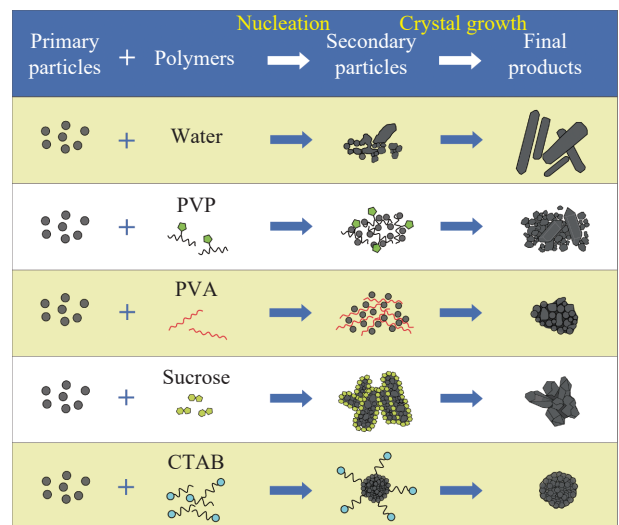 Nucleation
Crystal growth
Primary particles
+
Polymers
Secondary particles
Final products
+
Water
+
PVP
+
PVA
+
Sucrose
+
CTAB